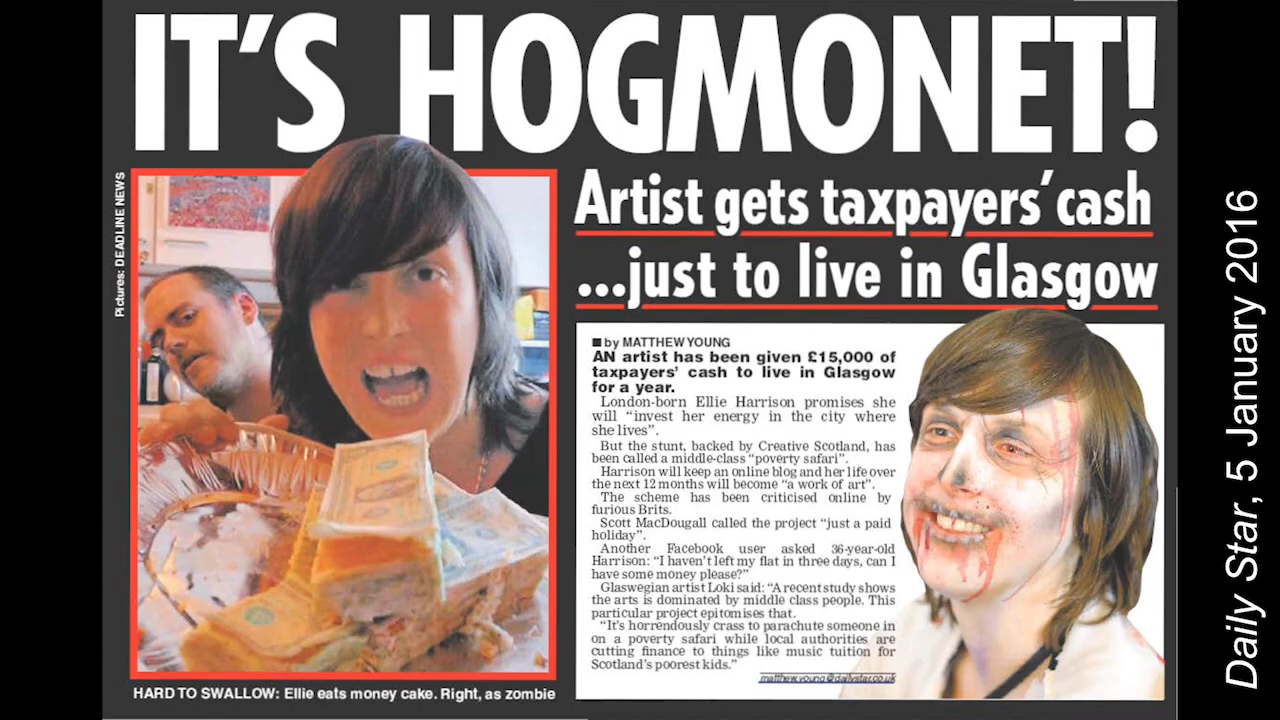 IT'S HOGMONET!
Pictures: DEADLINE NEWS
Artist gets taxpayers' cash
...just to live in Glasgow
■ by MATTHEW YOUNG
AN artist has been given £15,000 of
taxpayers' cash to live in Glasgow
for a year.
London-born Ellie Harrison promises she
will “invest her energy in the city where
she lives”.
But the stunt, backed by Creative Scotland, has
been called a middle-class “poverty safari”.
Harrison will keep an online blog and her life over
the next 12 months will become “a work of art”.
The scheme has been criticised online by
furious Brits.
Scott MacDougall called the project “just a paid
holiday”.
Another Facebook user asked 36-year-old
Harrison: “I haven't left my flat in three days, can I
have some money please?”
Glaswegian artist Loki said: “A recent study shows
the arts is dominated by middle class people. This
particular project epitomises that.
“It's horrendously crass to parachute someone in
on a poverty safari while local authorities are
cutting finance to things like music tuition for
Scotland's poorest kids.”
matthew.young@dailystar.co.uk
HARD TO SWALLOW: Ellie eats money cake. Right, as zombie
Daily Star, 5 January 2016